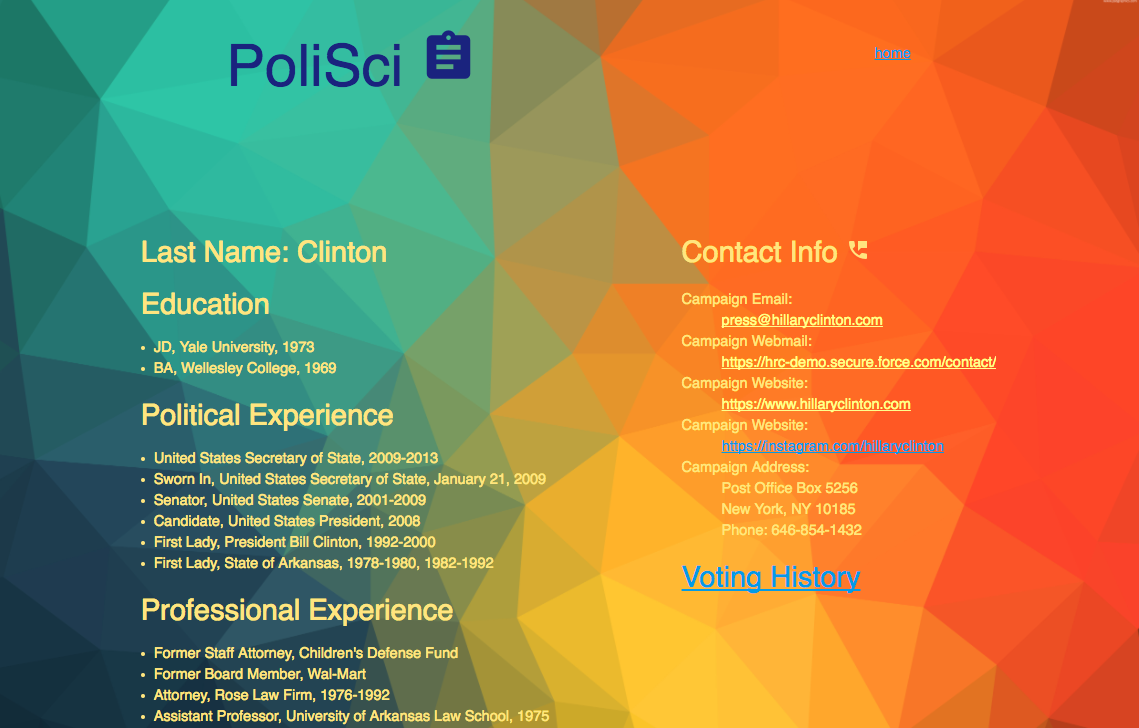 PoliSci
home
Last Name: Clinton
Education
JD, Yale University, 1973
BA, Wellesley College, 1969
Political Experience
United States Secretary of State, 2009-2013
Sworn In, United States Secretary of State, January 21, 2009
Senator, United States Senate, 2001-2009
Candidate, United States President, 2008
First Lady, President Bill Clinton, 1992-2000
First Lady, State of Arkansas, 1978-1980, 1982-1992
Professional Experience
Former Staff Attorney, Children's Defense Fund
Former Board Member, Wal-Mart
Attorney, Rose Law Firm, 1976-1992
Assistant Professor, University of Arkansas Law School, 1975
Contact Info
Campaign Email:
press@hillaryclinton.com
Campaign Webmail:
https://hrc-demo.secure.force.com/contact/
Campaign Website:
https://www.hillaryclinton.com
Campaign Website:
https://instagram.com/hillaryclinton
Campaign Address:
Post Office Box 5256
New York, NY 10185
Phone: 646-854-1432
Voting History